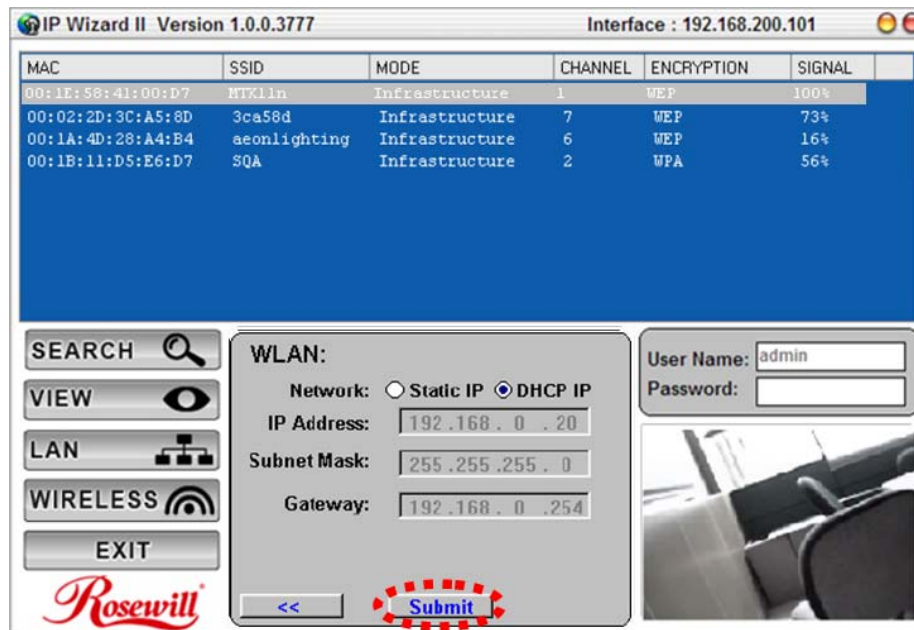 IP Wizard II Version 1.0.0.3777 Interface : 192.168.200.101
MAC SSID MODE CHANNEL ENCRYPTION SIGNAL
00:1E:58:41:00:D7 MTX11n Infrastructure 1 WEP 100%
00:02:2D:3C:A5:8D 3ca58d Infrastructure 7 WEP 73%
00:1A:4D:28:A4:B4 aeonlighting Infrastructure 6 WEP 16%
00:1B:11:D5:E6:D7 SQA Infrastructure 2 WPA 56%
SEARCH
VIEW
LAN
WIRELESS
EXIT
Rosewill
WLAN:
Network: Static IP DHCP IP
IP Address: 192.168. 0 .20
Subnet Mask: 255.255.255. 0
Gateway: 192.168. 0 .254
<< Submit
User Name: admin
Password: